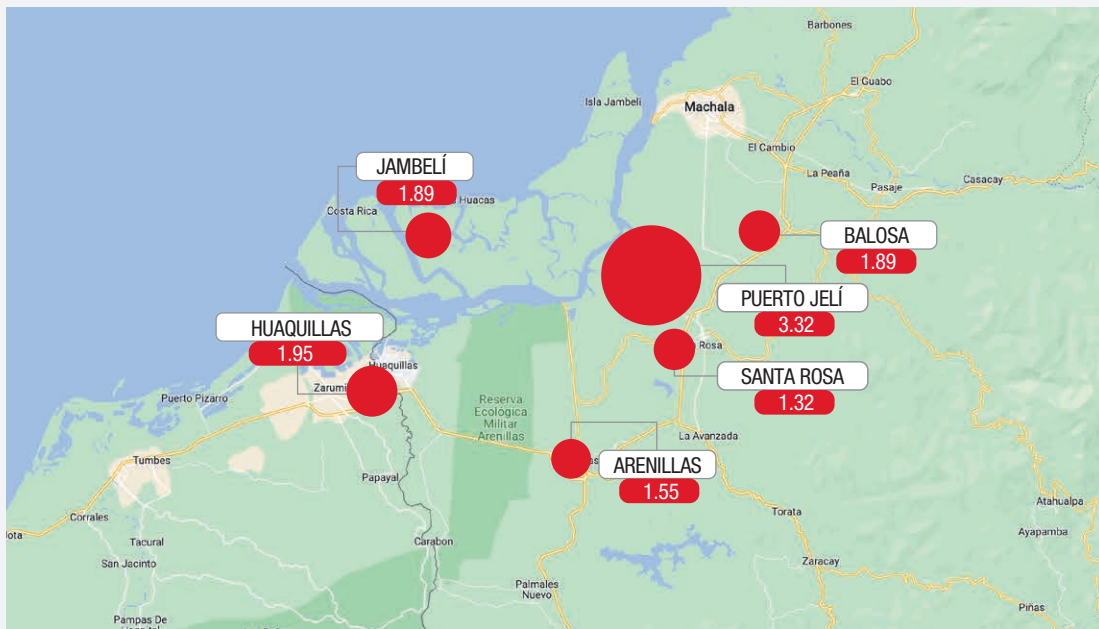 Barbones
El Guabo
Isla Jambelí
Machala
El Cambio
La Peaña
Casacay
Pasaje
JAMBELÍ
1.89
Huacas
Costa Rica
BALOSA
1.89
PUERTO JELÍ
3.32
HUAQUILLAS
1.95
Rosa
Huaquillas
SANTA ROSA
1.32
Puerto Pizarro
Reserva
Ecológica
Militar
Arenillas
La Avanzada
Tumbes
ARENILLAS
1.55
Papayal
Atahualpa
Corrales
Torata
Ayapamba
Tacural
Carabon
San Jacinto
Zaracay
Palmales
Nuevo
Piñas
Pampas De